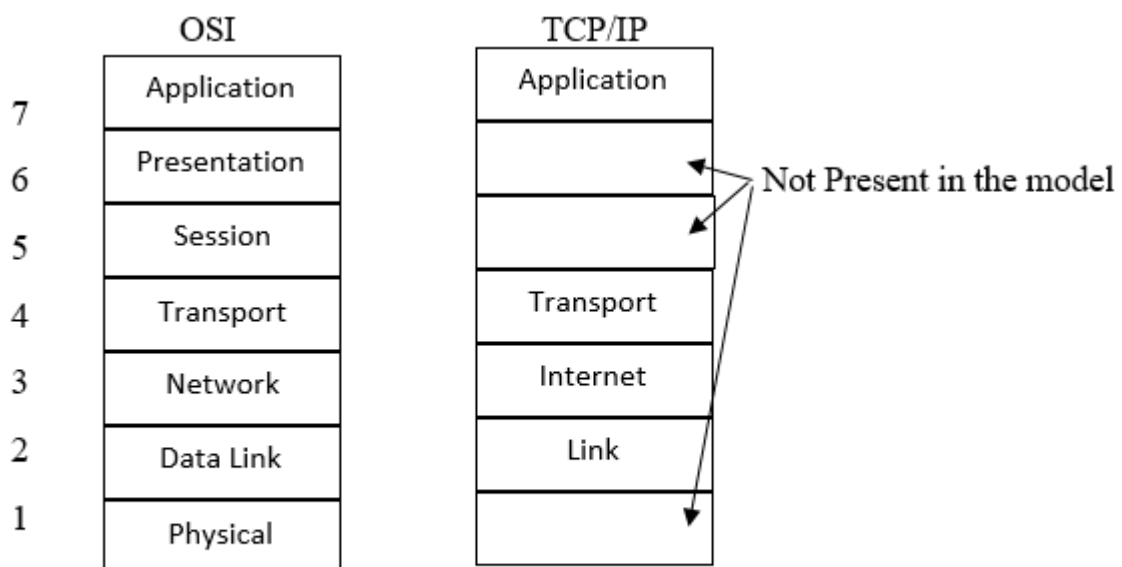 OSI
TCP/IP
7
Application
Application
6
Presentation
Not Present in the model
5
Session
4
Transport
Transport
3
Network
Internet
2
Data Link
Link
1
Physical